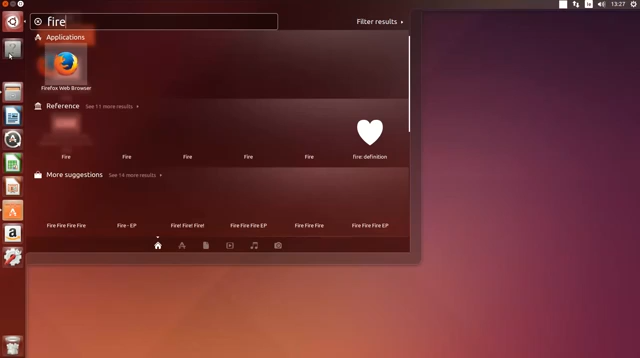 13:27
fire
Filter results
Applications
Firefox Web Browser
Reference See 11 more results
Fire Fire Fire Fire Fire fire: definition
More suggestions See 14 more results
Fire Fire Fire Fire Fire - EP Fire! Fire! Fire! Fire Fire Fire EP Fire Fire Fire Fire Fire Fire EP